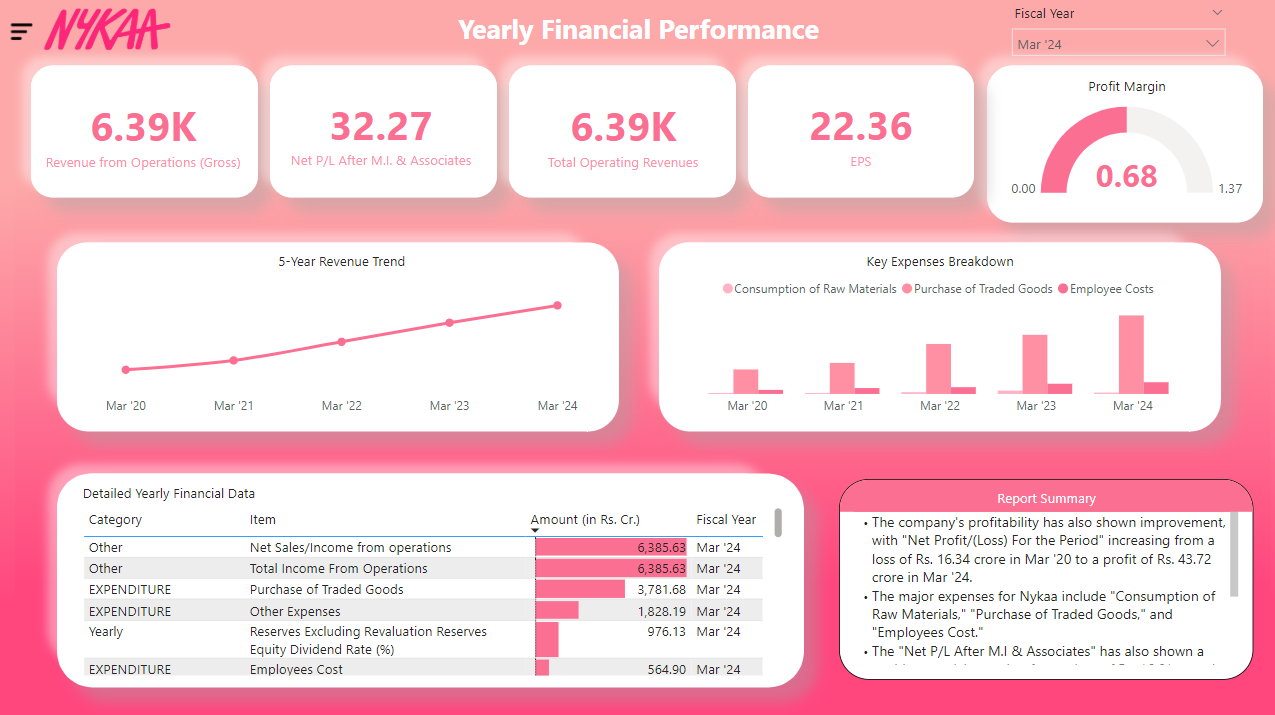 NYKAA
Yearly Financial Performance
Fiscal Year
Mar '24
6.39K
Revenue from Operations (Gross)
32.27
Net P/L After M.I. & Associates
6.39K
Total Operating Revenues
22.36
EPS
Profit Margin
0.68
0.00
1.37
5-Year Revenue Trend
Mar '20 Mar '21 Mar '22 Mar '23 Mar '24
Key Expenses Breakdown
Consumption of Raw Materials Purchase of Traded Goods Employee Costs
Mar '20 Mar '21 Mar '22 Mar '23 Mar '24
Detailed Yearly Financial Data
Category Item Amount (in Rs. Cr.) Fiscal Year
Other Net Sales/Income from operations 6,385.63 Mar '24
Other Total Income From Operations 6,385.63 Mar '24
EXPENDITURE Purchase of Traded Goods 3,781.68 Mar '24
EXPENDITURE Other Expenses 1,828.19 Mar '24
Yearly Reserves Excluding Revaluation Reserves 976.13 Mar '24
Equity Dividend Rate (%)
EXPENDITURE Employees Cost 564.90 Mar '24
Report Summary
• The company's profitability has also shown improvement,
with "Net Profit/(Loss) For the Period" increasing from a
loss of Rs. 16.34 crore in Mar '20 to a profit of Rs. 43.72
crore in Mar '24.
• The major expenses for Nykaa include "Consumption of
Raw Materials," "Purchase of Traded Goods," and
"Employees Cost."
• The "Net P/L After M.I & Associates" has also shown a